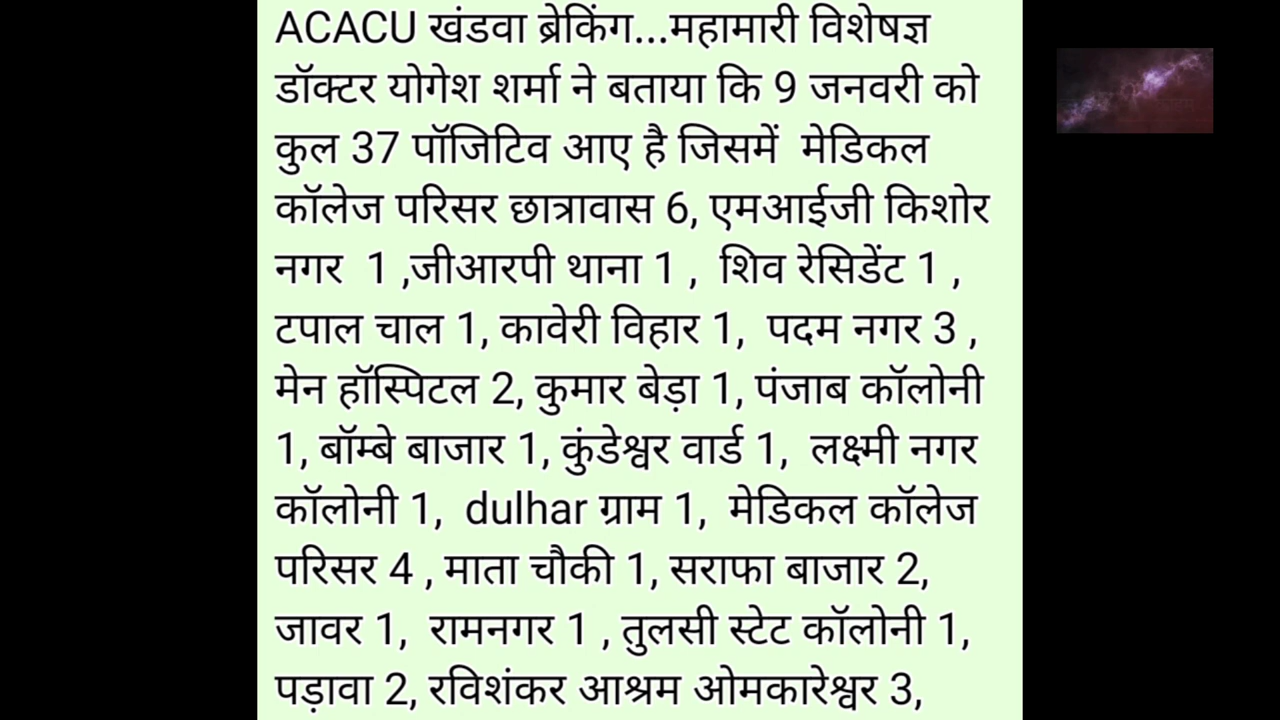 ACACU खंडवा ब्रेकिंग...महामारी विशेषज्ञ
डॉक्टर योगेश शर्मा ने बताया कि 9 जनवरी को
कुल 37 पॉजिटिव आए है जिसमें  मेडिकल
कॉलेज परिसर छात्रावास 6, एमआईजी किशोर
नगर  1 ,जीआरपी थाना 1 ,  शिव रेसिडेंट 1 ,
टपाल चाल 1, कावेरी विहार 1,  पदम नगर 3 ,
मेन हॉस्पिटल 2, कुमार बेड़ा 1, पंजाब कॉलोनी
1, बॉम्बे बाजार 1, कुंडेश्वर वार्ड 1,  लक्ष्मी नगर
कॉलोनी 1,  dulhar ग्राम 1,  मेडिकल कॉलेज
परिसर 4 , माता चौकी 1, सराफा बाजार 2,
जावर 1,  रामनगर 1 , तुलसी स्टेट कॉलोनी 1,
पड़ावा 2, रविशंकर आश्रम ओमकारेश्वर 3,